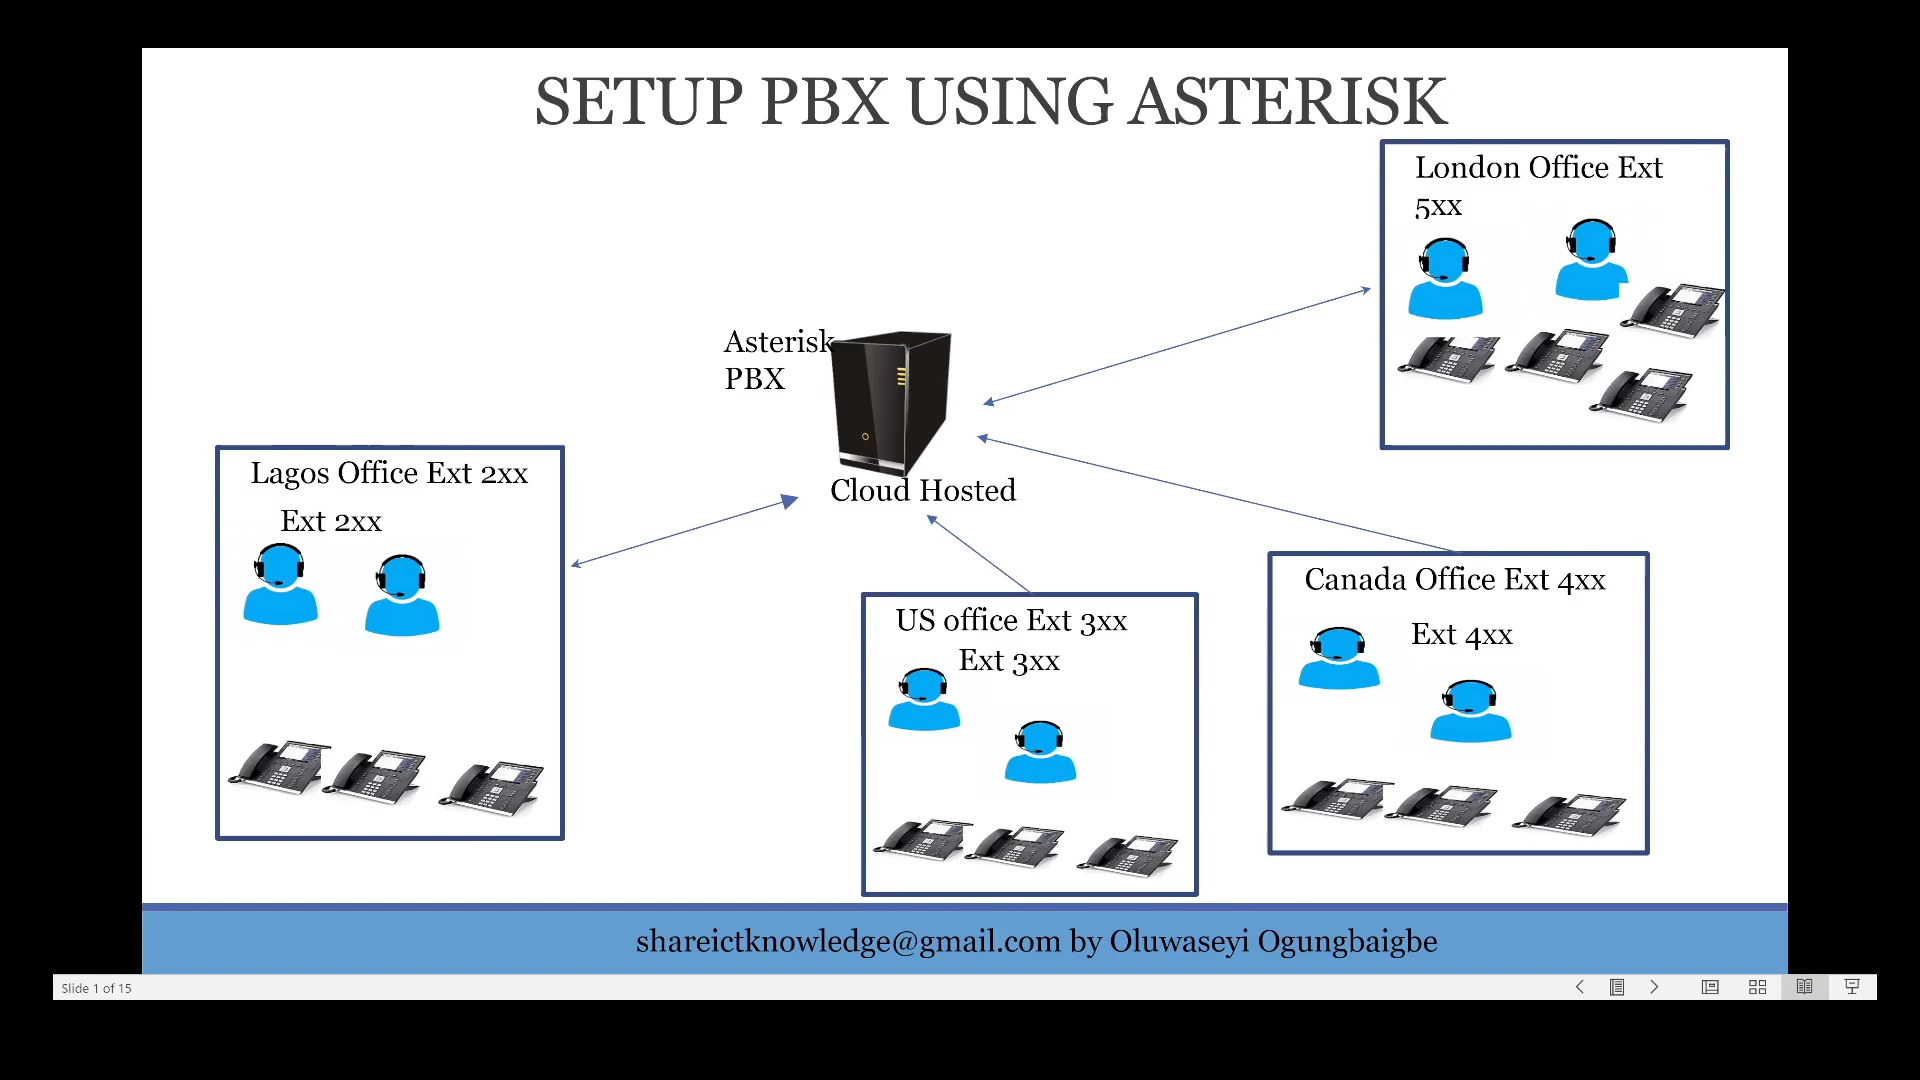 SETUP PBX USING ASTERISK
London Office Ext
5xx
Asterisk
PBX
Cloud Hosted
Lagos Office Ext 2xx
Ext 2xx
US office Ext 3xx
Ext 3xx
Canada Office Ext 4xx
Ext 4xx
shareictknowledge@gmail.com by Oluwaseyi Ogungbaigbe
Slide 1 of 15